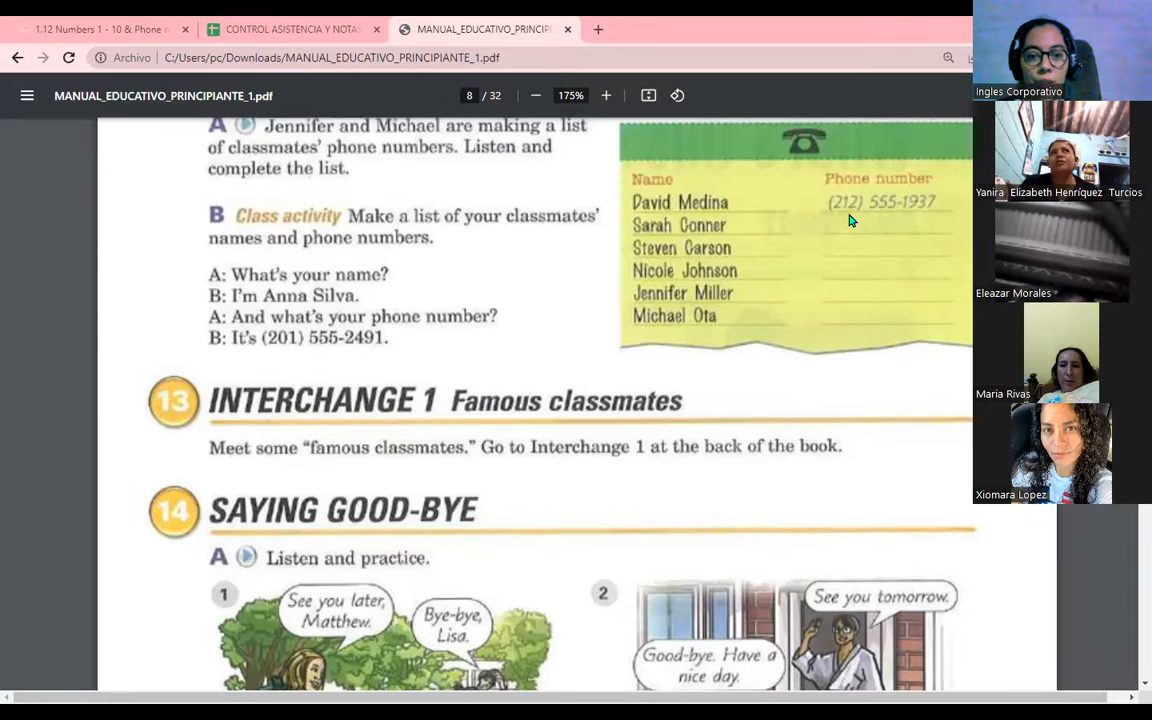 1.12 Numbers 1 - 10 & Phone n
CONTROL ASISTENCIA Y NOTAS
MANUAL_EDUCATIVO_PRINCIPI
Archivo
C:/Users/pc/Downloads/MANUAL_EDUCATIVO_PRINCIPIANTE_1.pdf
MANUAL_EDUCATIVO_PRINCIPIANTE_1.pdf
8 / 32
175%
A Jennifer and Michael are making a list
of classmates' phone numbers. Listen and
complete the list.
B Class activity Make a list of your classmates'
names and phone numbers.
A: What's your name?
B: I'm Anna Silva.
A: And what's your phone number?
B: It's (201) 555-2491.
Name Phone number
David Medina (212) 555-1937
Sarah Conner
Steven Carson
Nicole Johnson
Jennifer Miller
Michael Ota
13 INTERCHANGE 1 Famous classmates
Meet some "famous classmates." Go to Interchange 1 at the back of the book.
14 SAYING GOOD-BYE
A Listen and practice.
1
See you later,
Matthew.
Bye-bye,
Lisa.
2
See you tomorrow.
Good-bye. Have a
nice day.
Ingles Corporativo
Yanira Elizabeth Henríquez Turcios
Eleazar Morales
Maria Rivas
Xiomara Lopez